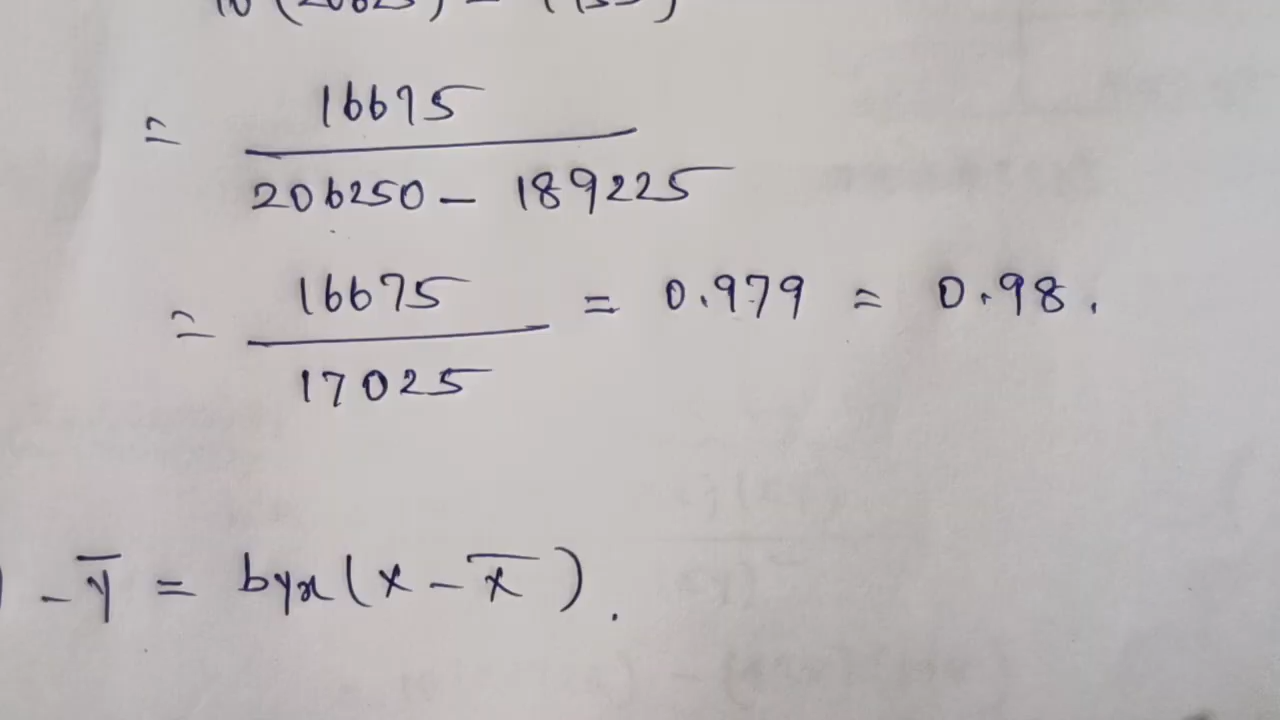 = 16675
206250 - 189225
= 16675 / 17025 = 0.979 = 0.98.
- ȳ = byx(x - x̄).